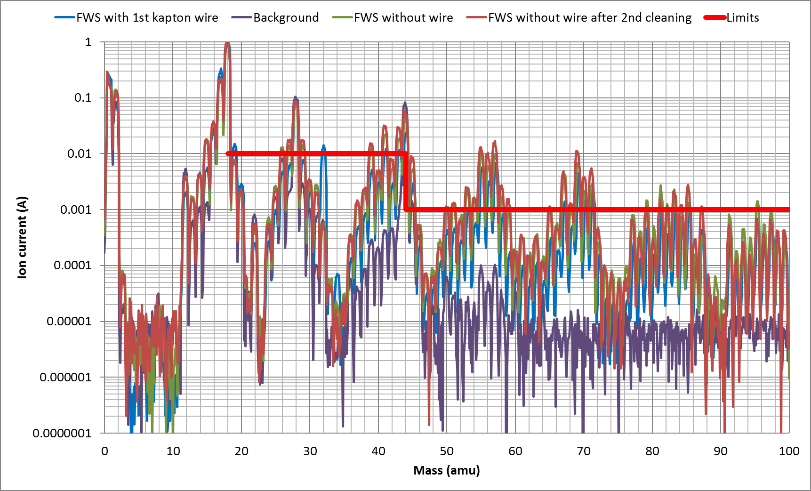 FWS with 1st kapton wire Background FWS without wire FWS without wire after 2nd cleaning Limits
1
0.1
0.01
0.001
0.0001
0.00001
0.000001
0.0000001
Ion current (A)
0 10 20 30 40 50 60 70 80 90 100
Mass (amu)